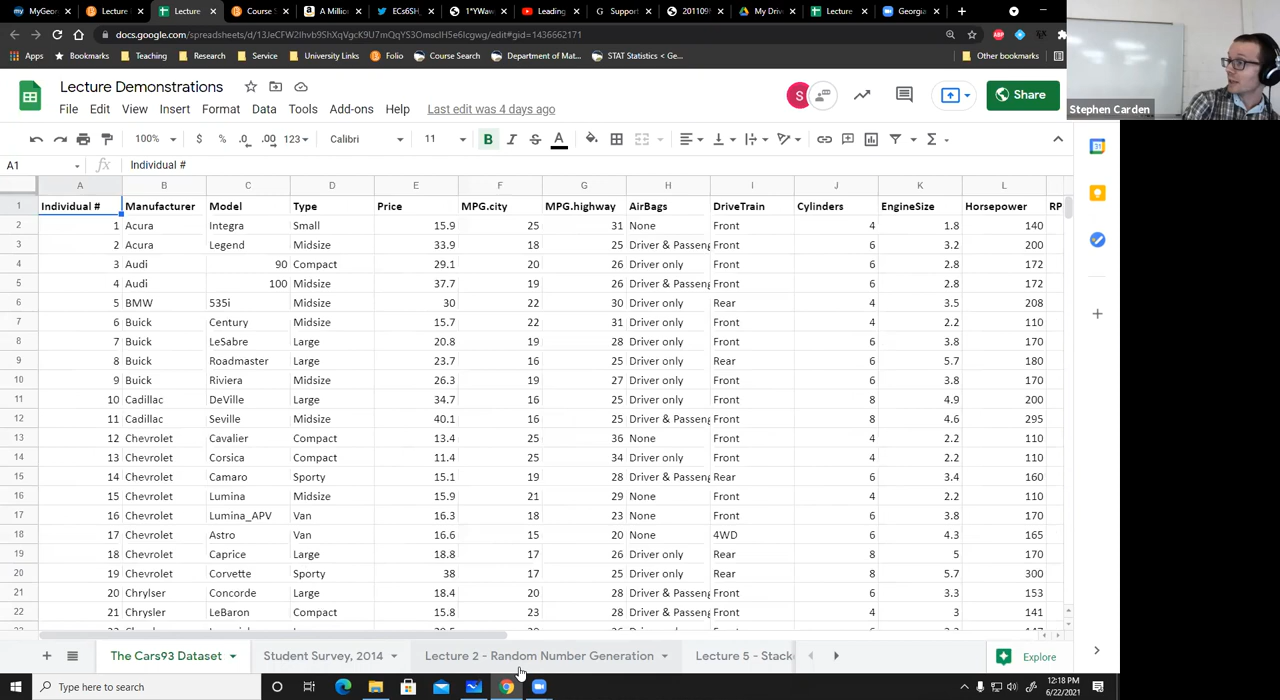 MyGeor
Lecture
Lecture
Course S
A Million
ECs6SH_
1*YWaw
Leading
Support
201109
My Driv
Lecture
Georgia
docs.google.com/spreadsheets/d/13JeCFW2lhvb9ShXqVgcK9U7mQqYS3OmsclH5e6lcgwg/edit#gid=1436662171
ABP
Apps Bookmarks Teaching Research Service University Links Folio Course Search Department of Mat... STAT Statistics < Ge... Other bookmarks
Lecture Demonstrations
File Edit View Insert Format Data Tools Add-ons Help Last edit was 4 days ago
S
Share
Stephen Carden
100% $ % .0 .00 123 Calibri 11 B I S A
A1 fx Individual #
A B C D E F G H I J K L
1 Individual # Manufacturer Model Type Price MPG.city MPG.highway AirBags DriveTrain Cylinders EngineSize Horsepower RP
2 1 Acura Integra Small 15.9 25 31 None Front 4 1.8 140
3 2 Acura Legend Midsize 33.9 18 25 Driver & Passeng Front 6 3.2 200
4 3 Audi 90 Compact 29.1 20 26 Driver only Front 6 2.8 172
5 4 Audi 100 Midsize 37.7 19 26 Driver & Passeng Front 6 2.8 172
6 5 BMW 535i Midsize 30 22 30 Driver only Rear 4 3.5 208
7 6 Buick Century Midsize 15.7 22 31 Driver only Front 4 2.2 110
8 7 Buick LeSabre Large 20.8 19 28 Driver only Front 6 3.8 170
9 8 Buick Roadmaster Large 23.7 16 25 Driver only Rear 6 5.7 180
10 9 Buick Riviera Midsize 26.3 19 27 Driver only Front 6 3.8 170
11 10 Cadillac DeVille Large 34.7 16 25 Driver only Front 8 4.9 200
12 11 Cadillac Seville Midsize 40.1 16 25 Driver & Passeng Front 8 4.6 295
13 12 Chevrolet Cavalier Compact 13.4 25 36 None Front 4 2.2 110
14 13 Chevrolet Corsica Compact 11.4 25 34 Driver only Front 4 2.2 110
15 14 Chevrolet Camaro Sporty 15.1 19 28 Driver & Passeng Rear 6 3.4 160
16 15 Chevrolet Lumina Midsize 15.9 21 29 None Front 4 2.2 110
17 16 Chevrolet Lumina_APV Van 16.3 18 23 None Front 6 3.8 170
18 17 Chevrolet Astro Van 16.6 15 20 None 4WD 6 4.3 165
19 18 Chevrolet Caprice Large 18.8 17 26 Driver only Rear 8 5 170
20 19 Chevrolet Corvette Sporty 38 17 25 Driver only Rear 8 5.7 300
21 20 Chrylser Concorde Large 18.4 20 28 Driver & Passeng Front 6 3.3 153
22 21 Chrysler LeBaron Compact 15.8 23 28 Driver & Passeng Front 4 3 141
The Cars93 Dataset Student Survey, 2014 Lecture 2 - Random Number Generation Lecture 5 - Stack Explore
Type here to search
12:18 PM
6/22/2021